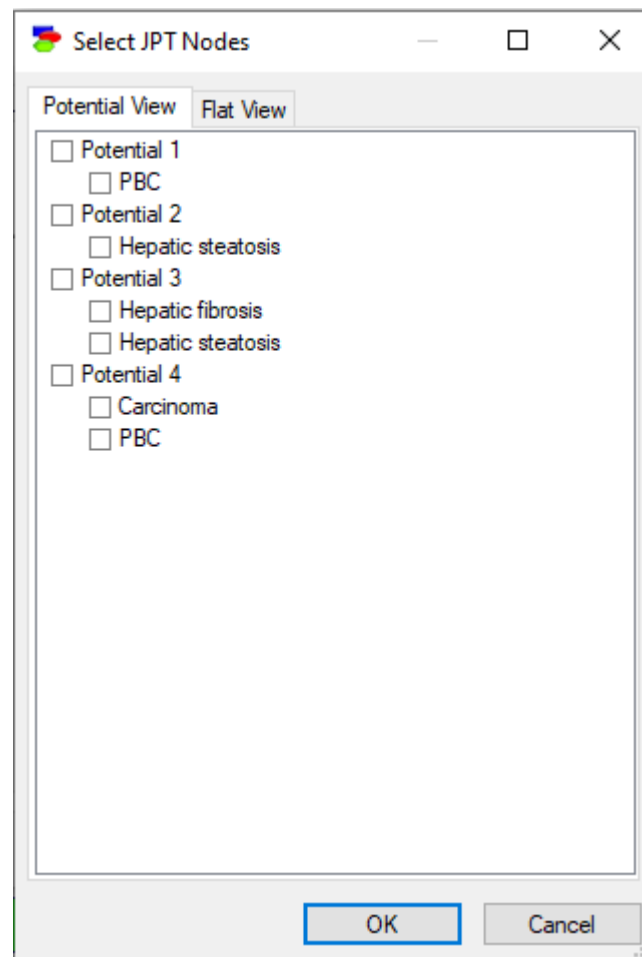 Select JPT Nodes
Potential View Flat View
Potential 1
PBC
Potential 2
Hepatic steatosis
Potential 3
Hepatic fibrosis
Hepatic steatosis
Potential 4
Carcinoma
PBC
OK Cancel